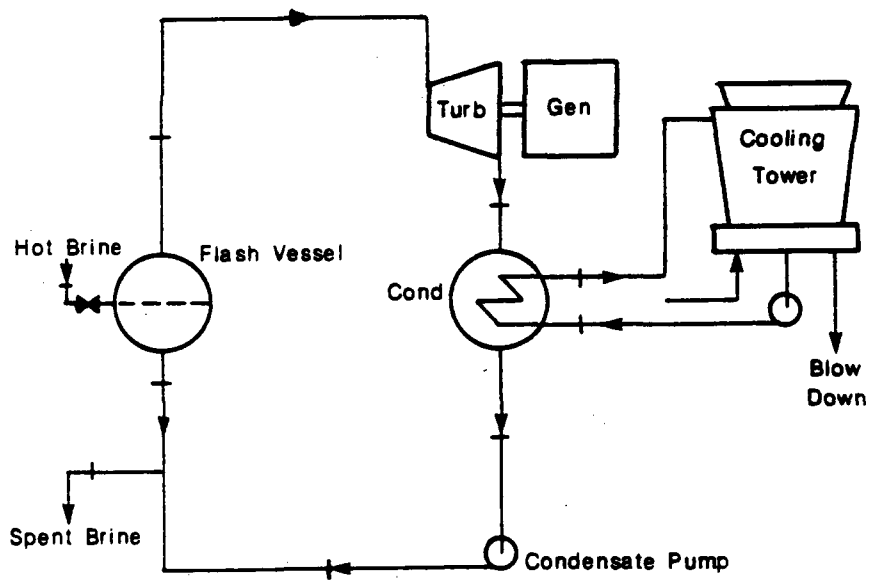 Turb
Gen
Cooling
Tower
Hot Brine
Flash Vessel
Cond
Blow
Down
Spent Brine
Condensate Pump